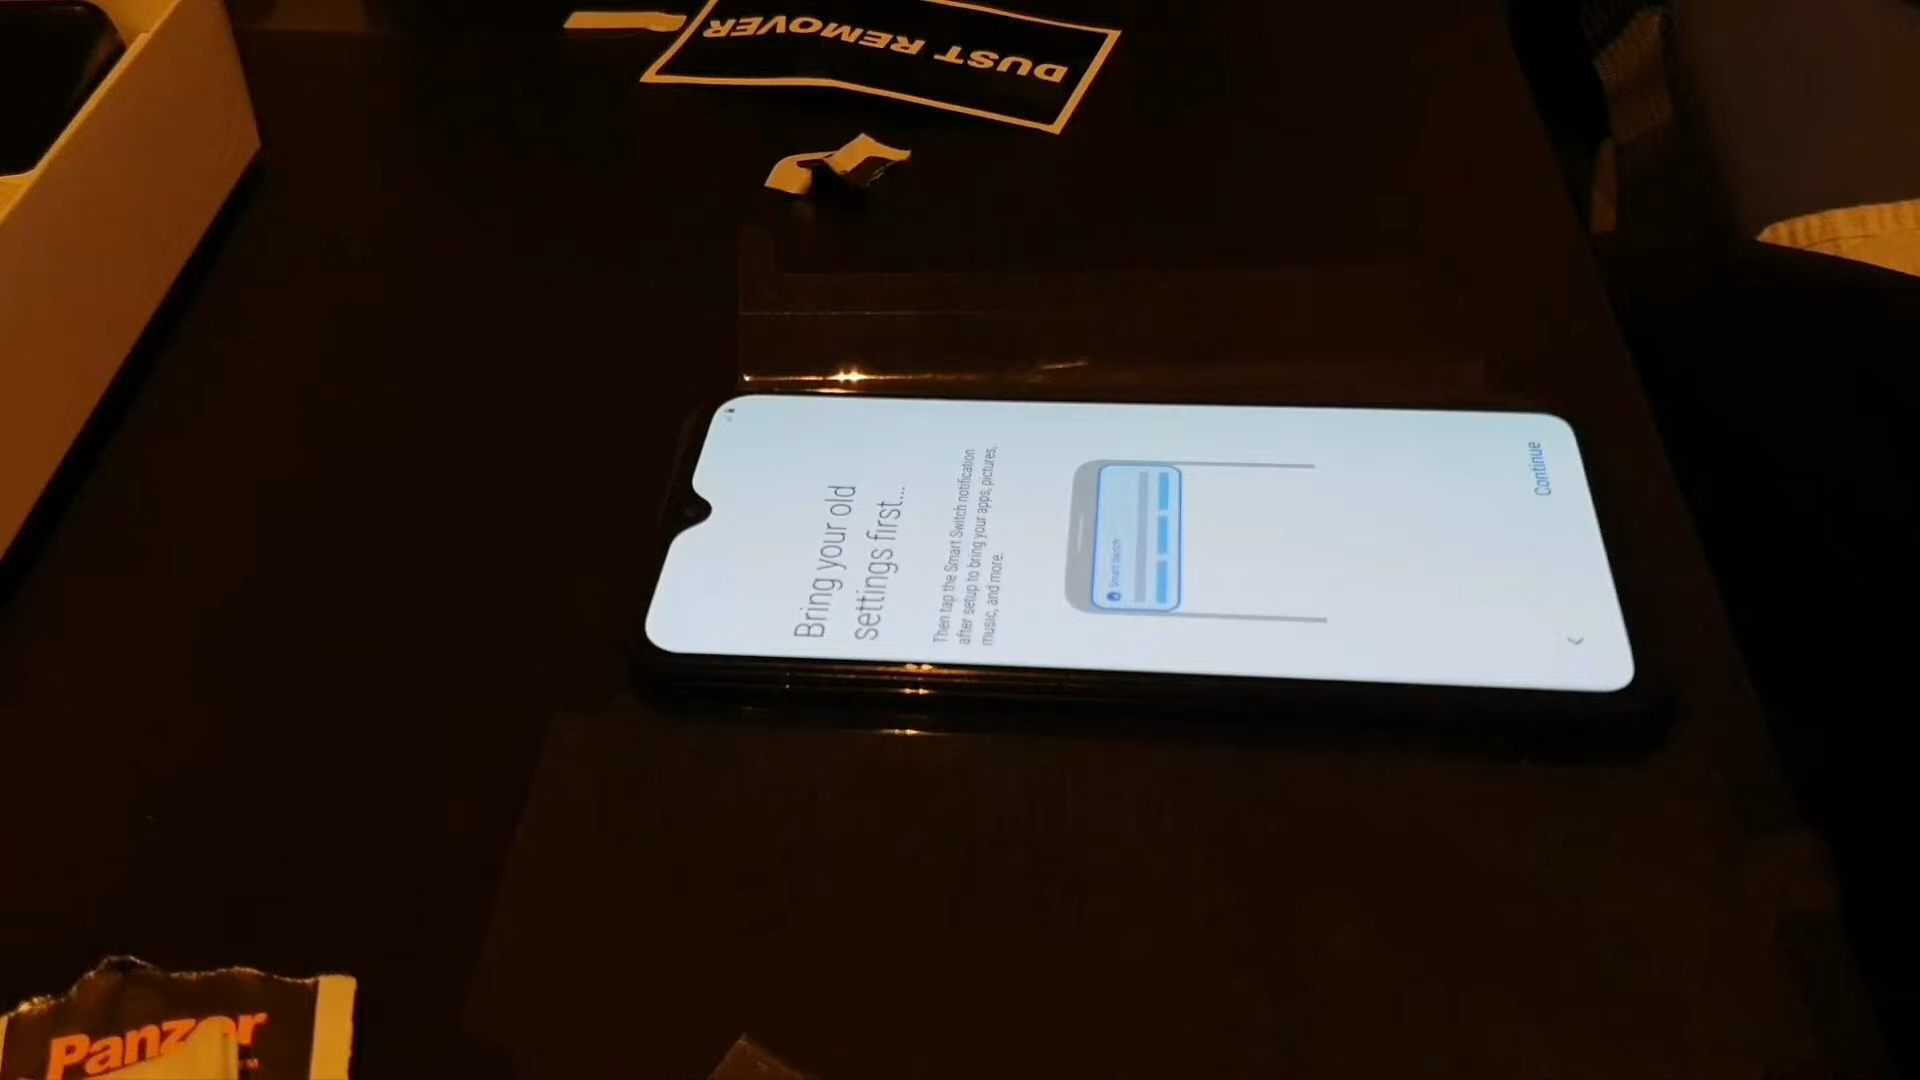 DUST REMOVER
Bring your old
settings first...
Then tap the Smart Switch notification
after setup to bring your apps, pictures,
music, and more.
Smart Switch
Continue
Panzer